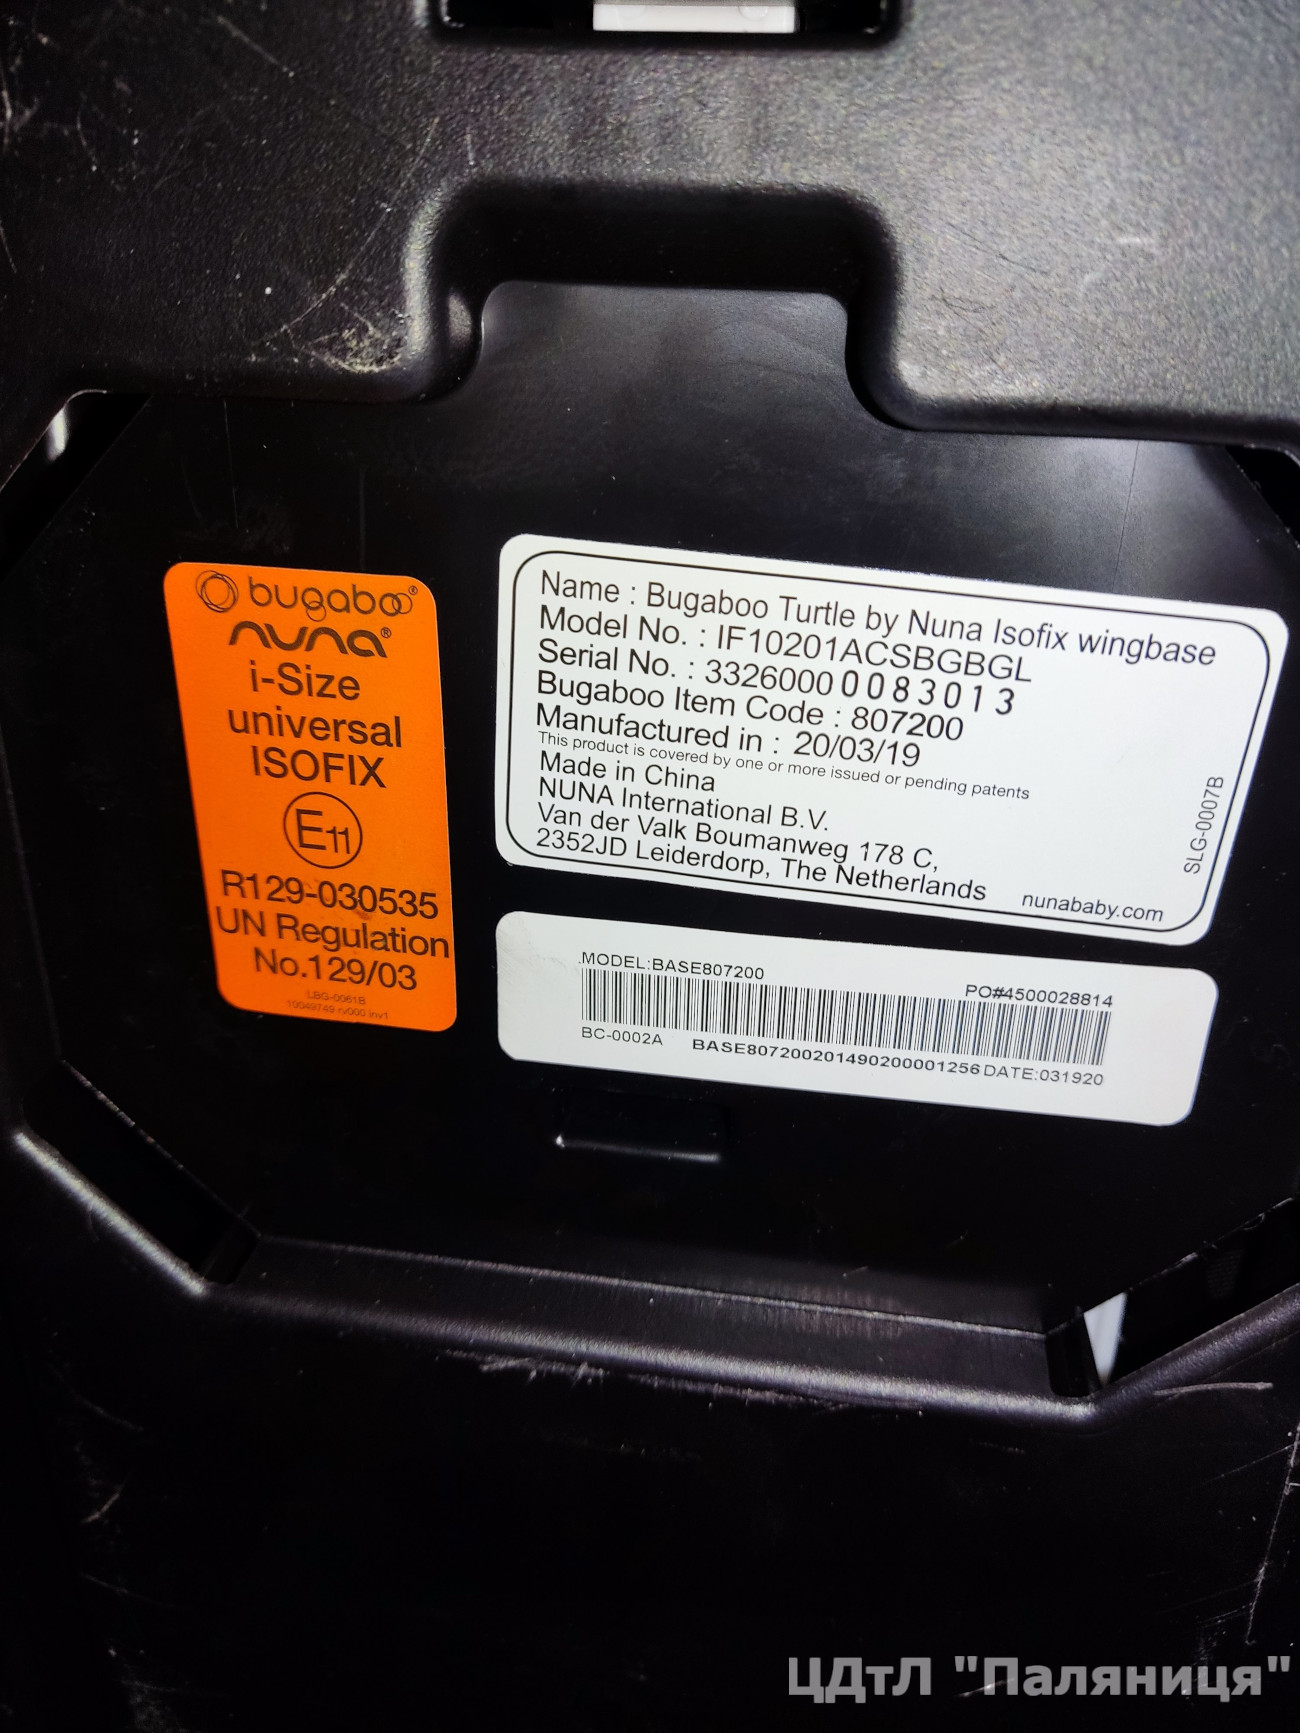 bugaboo®
nuna®
i-Size
universal
ISOFIX
E11
R129-030535
UN Regulation
No.129/03
LBG-0061B
10049749 rv000 inv1
Name : Bugaboo Turtle by Nuna Isofix wingbase
Model No. : IF10201ACSBGBGL
Serial No. : 33260000083013
Bugaboo Item Code : 807200
Manufactured in : 20/03/19
This product is covered by one or more issued or pending patents
Made in China
NUNA International B.V.
Van der Valk Boumanweg 178 C,
2352JD Leiderdorp, The Netherlands
nunababy.com
SLG-0007B
MODEL:BASE807200
PO#4500028814
BC-0002A BASE807200201490200001256 DATE:031920
ЦДтЛ "Паляниця"